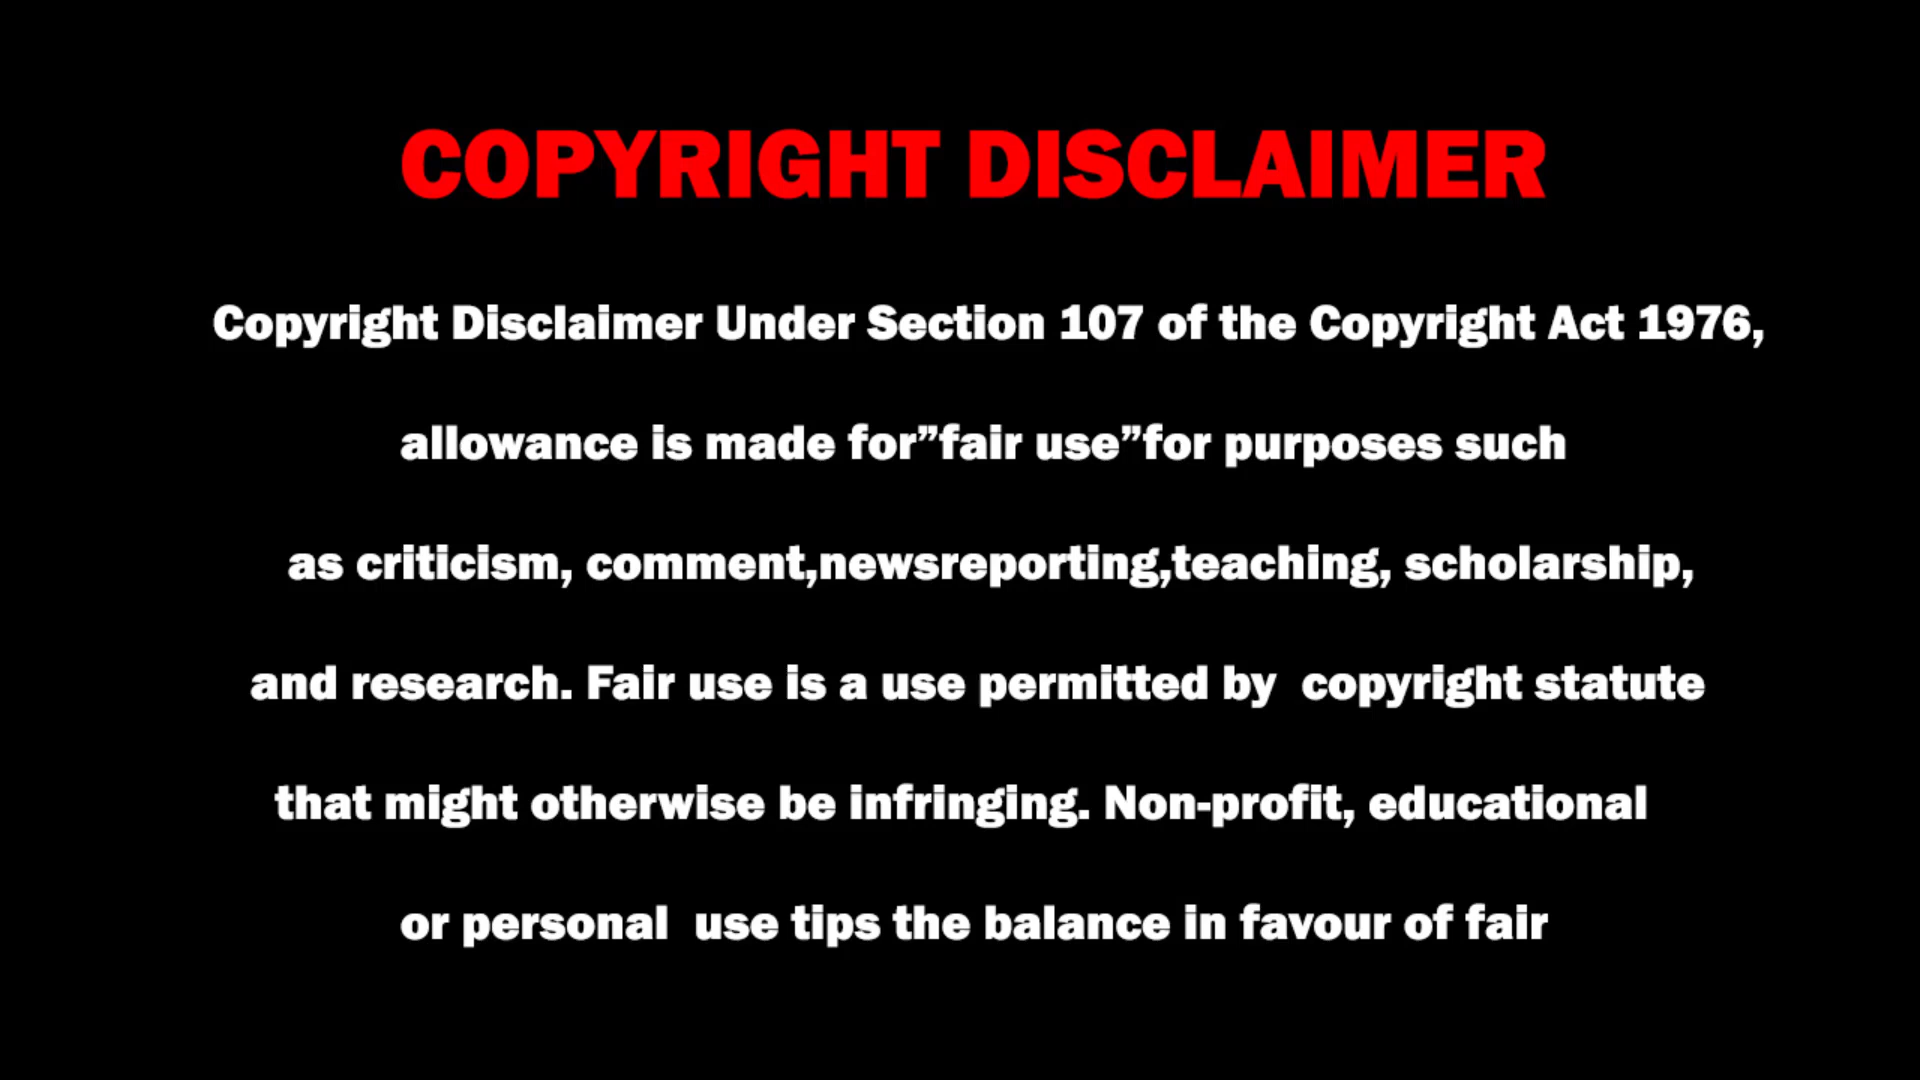 COPYRIGHT DISCLAIMER
Copyright Disclaimer Under Section 107 of the Copyright Act 1976,
allowance is made for”fair use”for purposes such
as criticism, comment,newsreporting,teaching, scholarship,
and research. Fair use is a use permitted by  copyright statute
that might otherwise be infringing. Non-profit, educational
or personal  use tips the balance in favour of fair